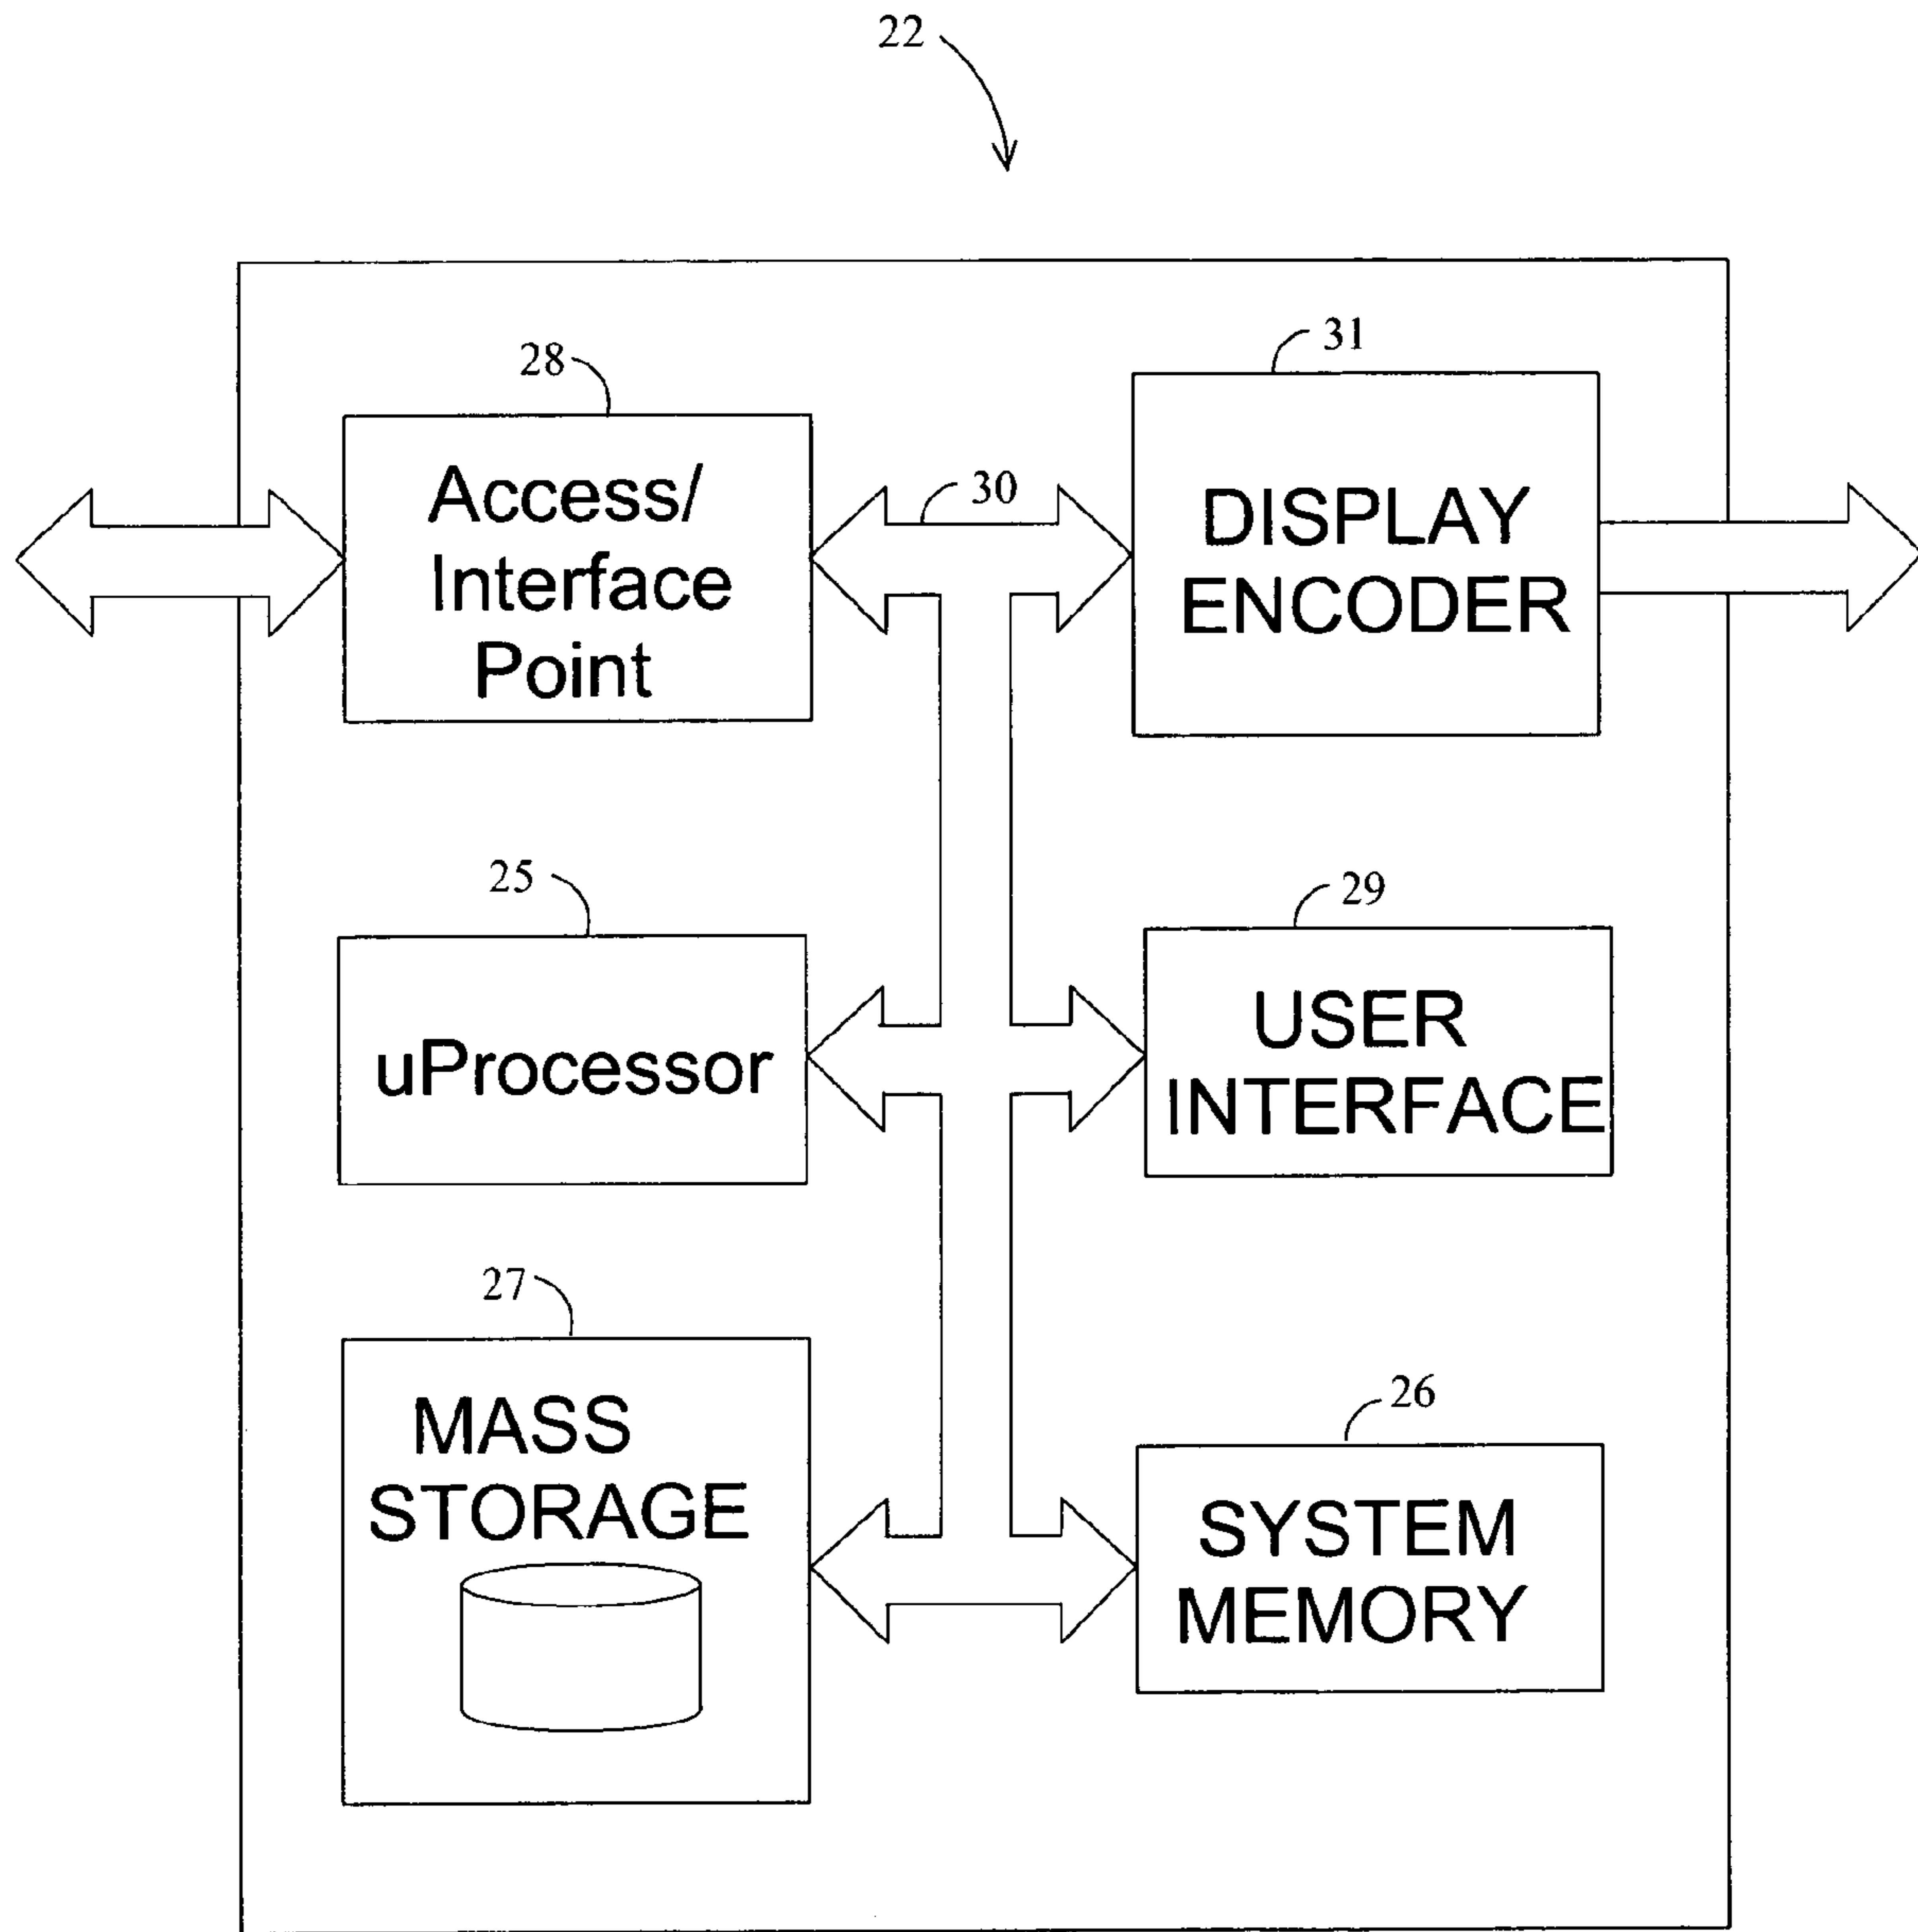 22
31
28
Access/
Interface
Point
30
DISPLAY
ENCODER
25
uProcessor
29
USER
INTERFACE
27
MASS
STORAGE
26
SYSTEM
MEMORY